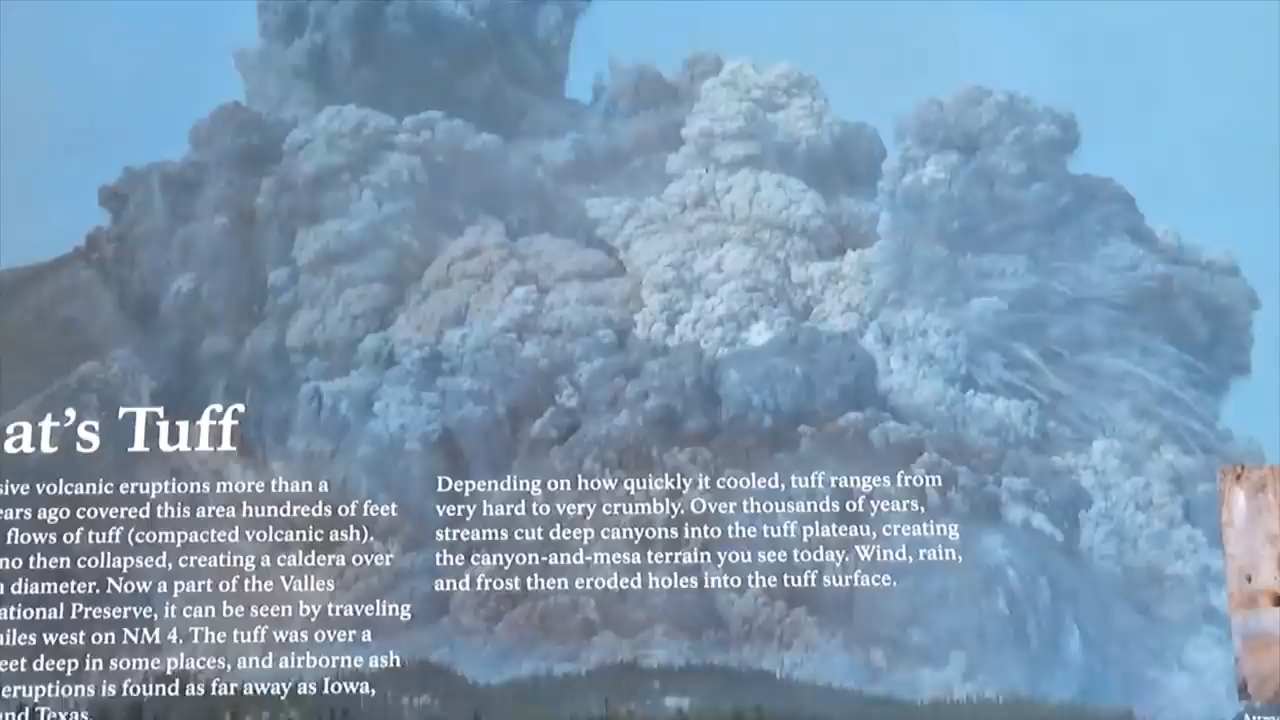 at's Tuff
sive volcanic eruptions more than a
ears ago covered this area hundreds of feet
flows of tuff (compacted volcanic ash).
no then collapsed, creating a caldera over
n diameter. Now a part of the Valles
ational Preserve, it can be seen by traveling
niles west on NM 4. The tuff was over a
eet deep in some places, and airborne ash
eruptions is found as far away as Iowa,
nd Texas.
Depending on how quickly it cooled, tuff ranges from
very hard to very crumbly. Over thousands of years,
streams cut deep canyons into the tuff plateau, creating
the canyon-and-mesa terrain you see today. Wind, rain,
and frost then eroded holes into the tuff surface.